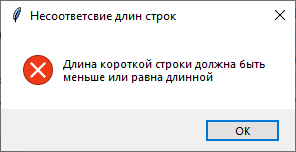 Несоответсвие длин строк
Длина короткой строки должна быть
меньше или равна длинной
OK